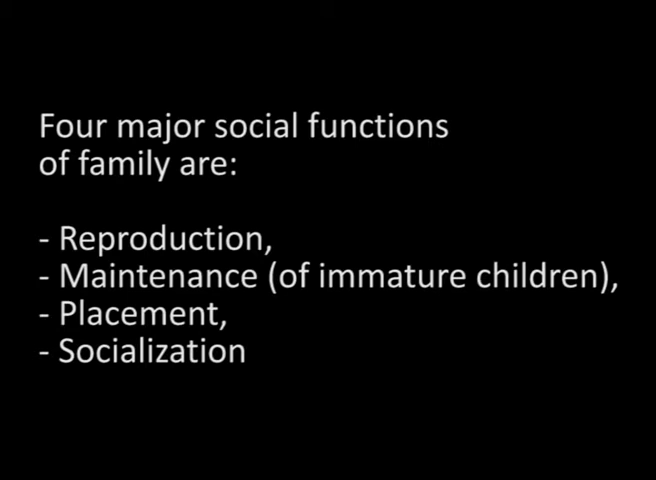 Four major social functions
of family are:
- Reproduction,
- Maintenance (of immature children),
- Placement,
- Socialization